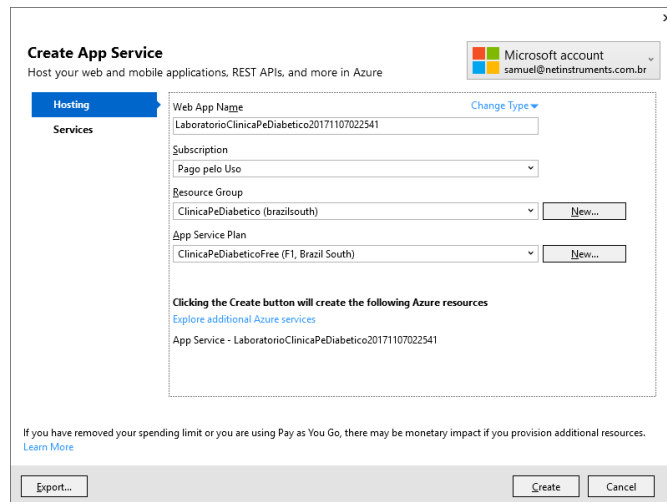 Create App Service
Host your web and mobile applications, REST APIs, and more in Azure
Microsoft account
samuel@netinstruments.com.br
Hosting
Services
Web App Name
Change Type
LaboratorioClinicaPeDiabetico20171107022541
Subscription
Pago pelo Uso
Resource Group
ClinicaPeDiabetico (brazilsouth)
New...
App Service Plan
ClinicaPeDiabeticoFree (F1, Brazil South)
New...
Clicking the Create button will create the following Azure resources
Explore additional Azure services
App Service - LaboratorioClinicaPeDiabetico20171107022541
If you have removed your spending limit or you are using Pay as You Go, there may be monetary impact if you provision additional resources.
Learn More
Export...
Create
Cancel